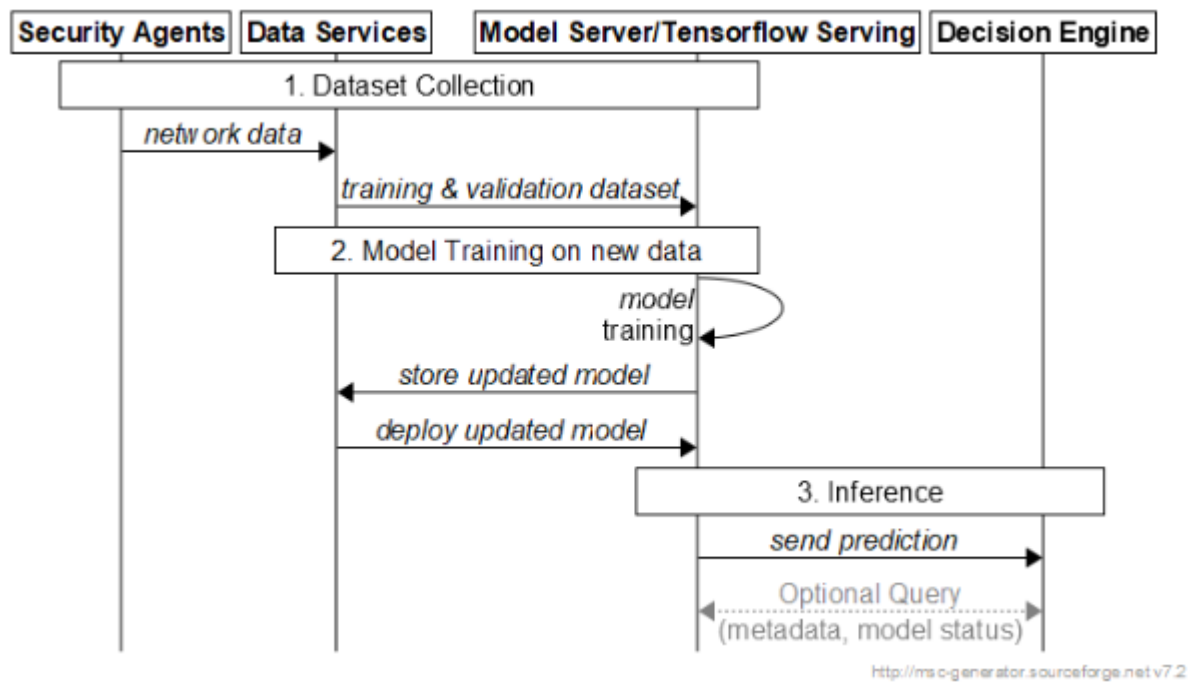 Security Agents
Data Services
Model Server/Tensorflow Serving
Decision Engine
1. Dataset Collection
network data
training & validation dataset
2. Model Training on new data
model
training
store updated model
deploy updated model
3. Inference
send prediction
Optional Query
(metadata, model status)
http://msc-generator.sourceforge.net v7.2